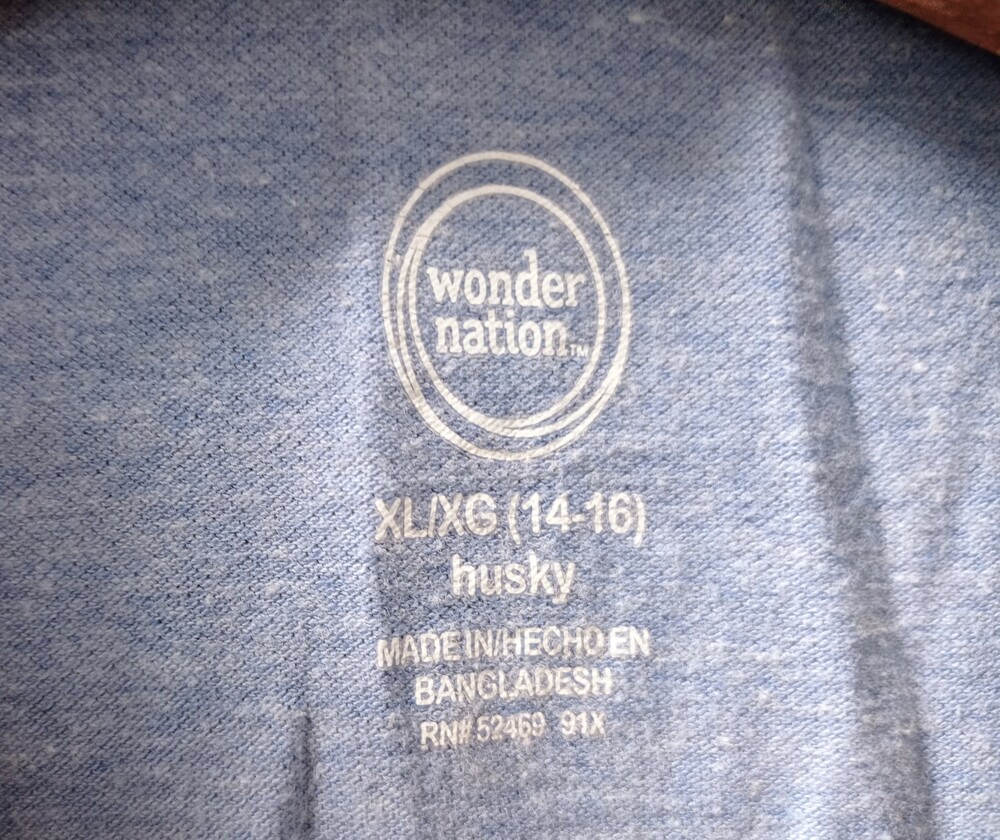 wonder
nation™
XL/XG (14-16)
husky
MADE IN/HECHO EN
BANGLADESH
RN# 52469 91X